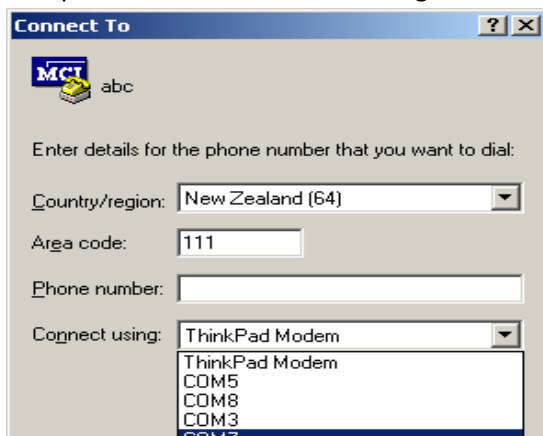 Connect To
MCI
abc
Enter details for the phone number that you want to dial:
Country/region: New Zealand (64)
Area code: 111
Phone number:
Connect using: ThinkPad Modem
ThinkPad Modem
COM5
COM8
COM3
COM7